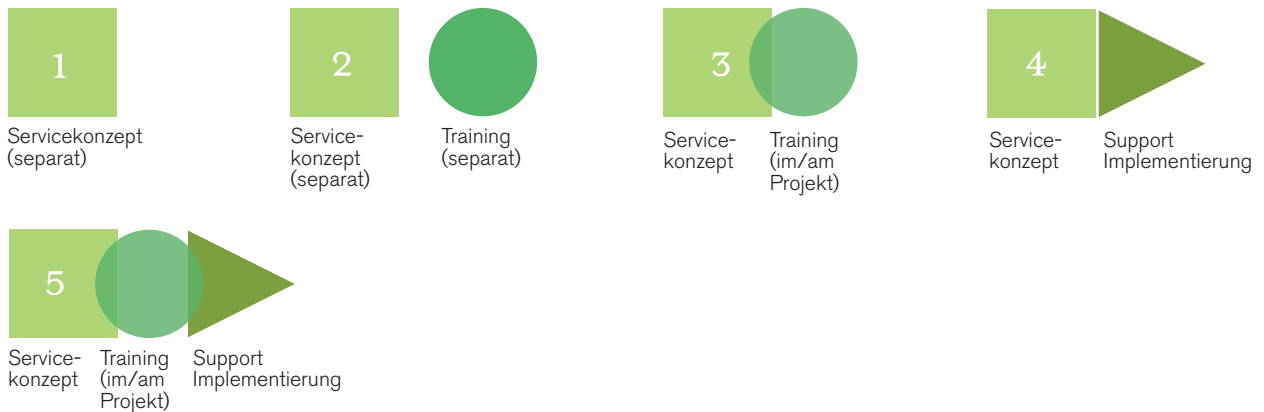 1
Servicekonzept
(separat)
2
Service-
konzept
(separat)
Training
(separat)
3
Service-
konzept
Training
(im/am
Projekt)
4
Service-
konzept
Support
Implementierung
5
Service-
konzept
Training
(im/am
Projekt)
Support
Implementierung